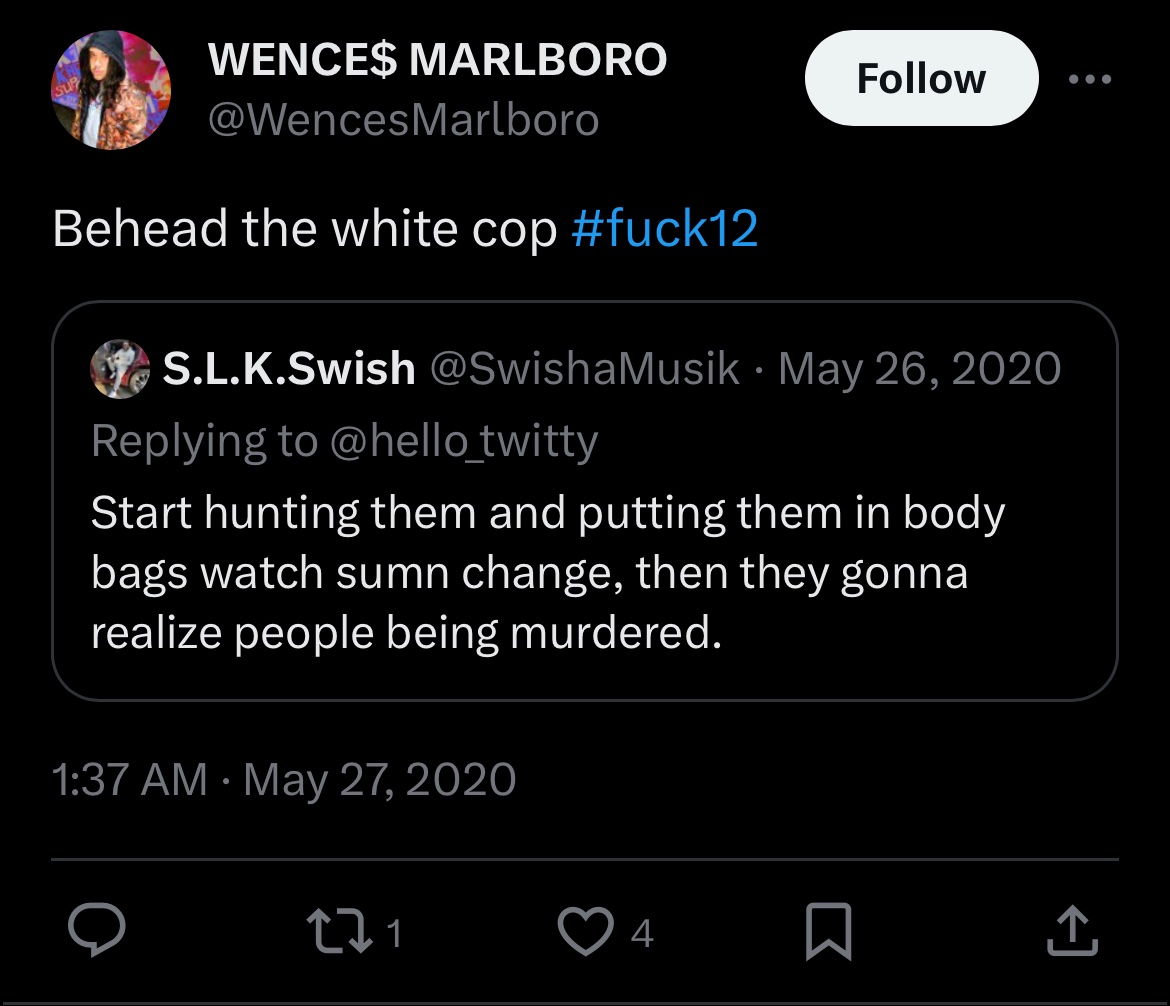 WENCE$ MARLBORO
@WencesMarlboro
Follow
Behead the white cop #fuck12
S.L.K.Swish @SwishaMusik · May 26, 2020
Replying to @hello_twitty
Start hunting them and putting them in body
bags watch sumn change, then they gonna
realize people being murdered.
1:37 AM · May 27, 2020
1
4